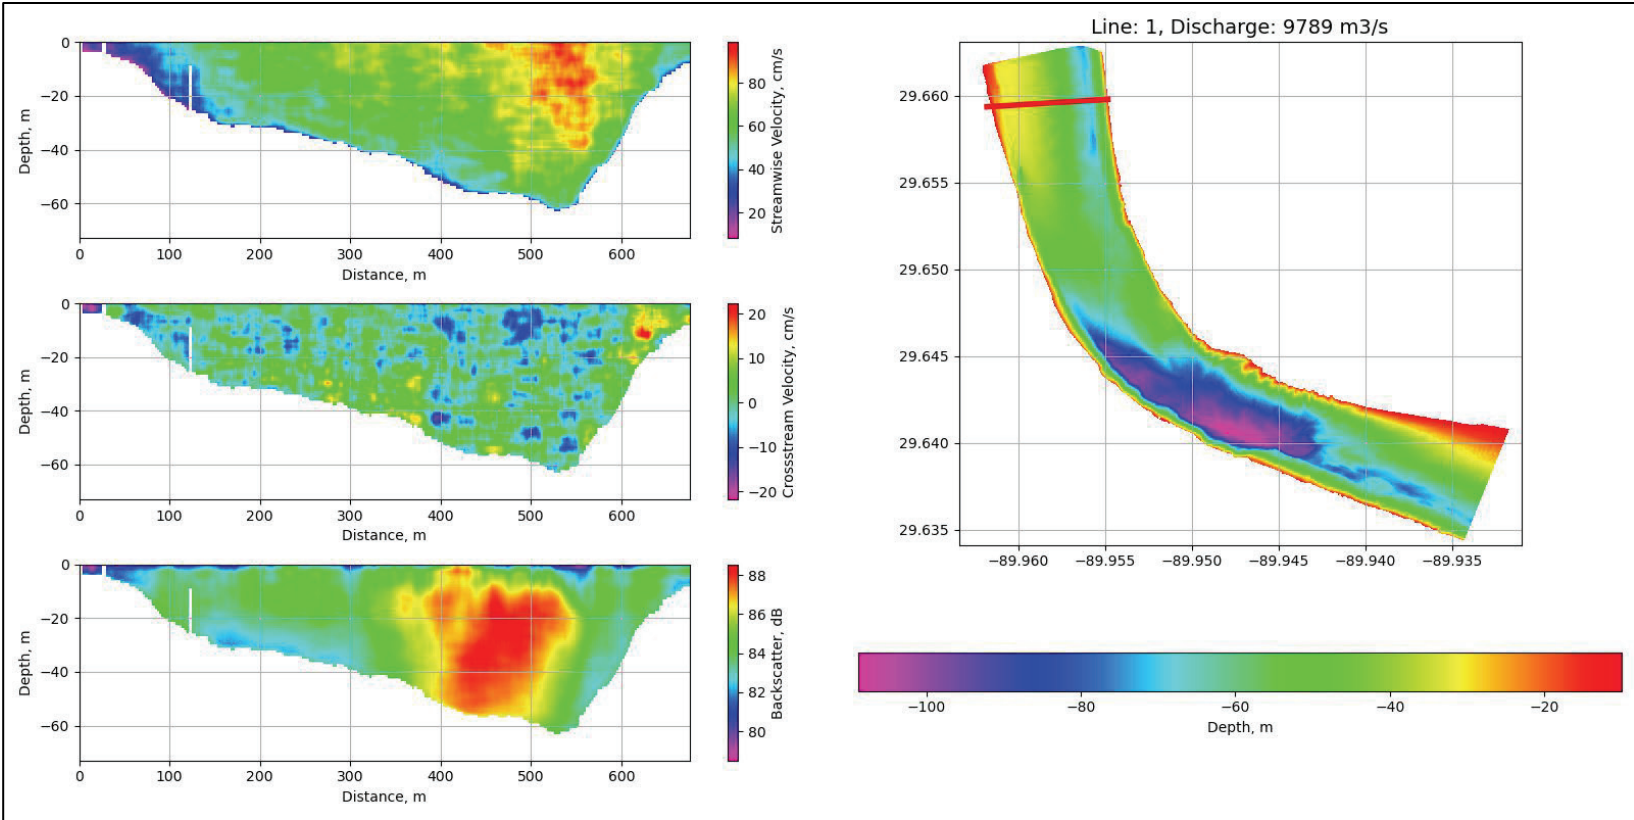 Line: 1, Discharge: 9789 m3/s
0
−20
−40
−60
Depth, m
0 100 200 300 400 500 600
Distance, m
80
60
40
20
Streamwise Velocity, cm/s
0
−20
−40
−60
Depth, m
0 100 200 300 400 500 600
Distance, m
20
10
0
−10
−20
Crossstream Velocity, cm/s
0
−20
−40
−60
Depth, m
0 100 200 300 400 500 600
Distance, m
88
86
84
82
80
Backscatter, dB
29.660
29.655
29.650
29.645
29.640
29.635
−89.960 −89.955 −89.950 −89.945 −89.940 −89.935
−100 −80 −60 −40 −20
Depth, m